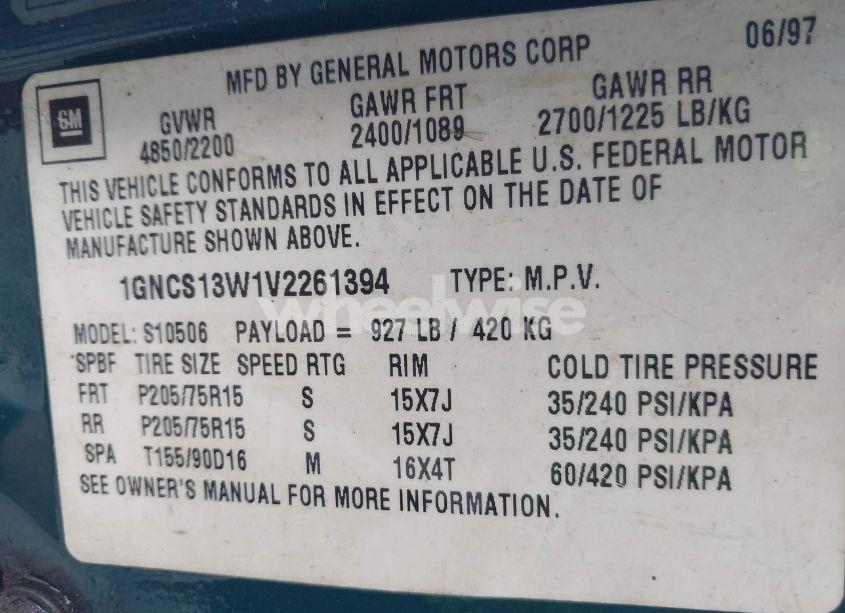 06/97
MFD BY GENERAL MOTORS CORP
GM
GVWR GAWR FRT GAWR RR
4850/2200 2400/1089 2700/1225 LB/KG
THIS VEHICLE CONFORMS TO ALL APPLICABLE U.S. FEDERAL MOTOR
VEHICLE SAFETY STANDARDS IN EFFECT ON THE DATE OF
MANUFACTURE SHOWN ABOVE.
1GNCS13W1V2261394 TYPE: M.P.V.
wheelwise
MODEL: S10506 PAYLOAD = 927 LB / 420 KG
SPBF TIRE SIZE SPEED RTG RIM COLD TIRE PRESSURE
FRT P205/75R15 S 15X7J 35/240 PSI/KPA
RR P205/75R15 S 15X7J 35/240 PSI/KPA
SPA T155/90D16 M 16X4T 60/420 PSI/KPA
SEE OWNER'S MANUAL FOR MORE INFORMATION.